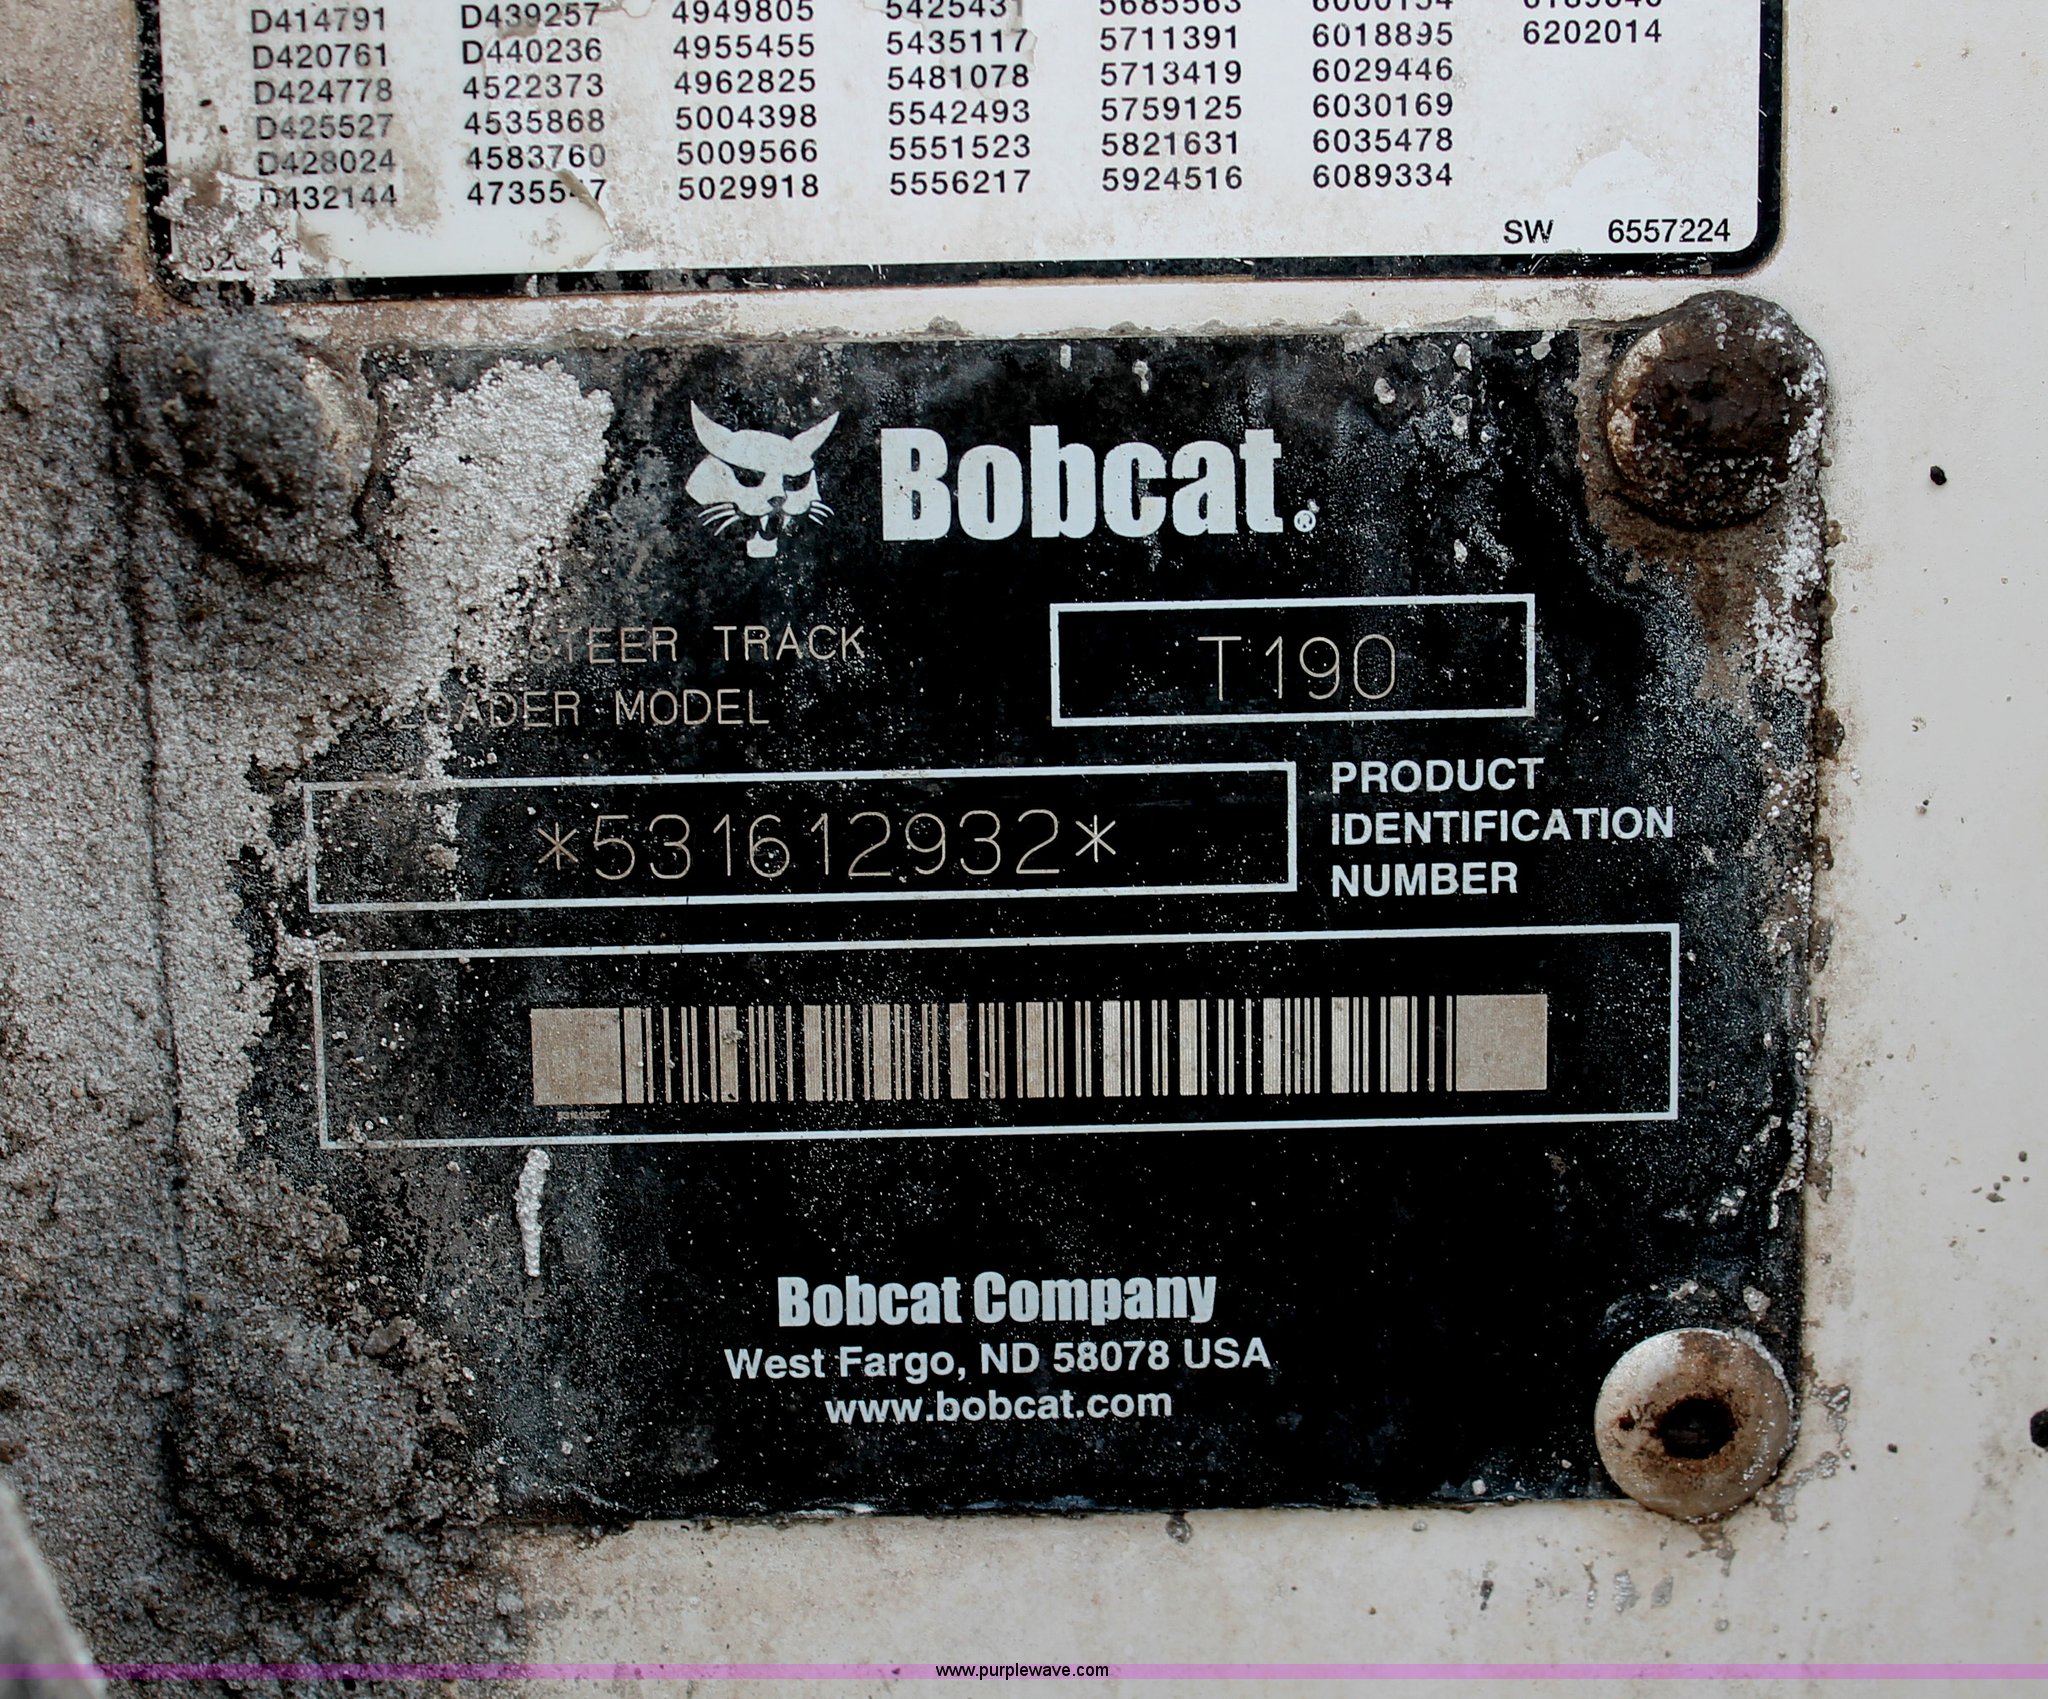 D414791 D439257 4949805 5425431 5685563
D420761 D440236 4955455 5435117 5711391 6018895 6202014
D424778 4522373 4962825 5481078 5713419 6029446
D425527 4535868 5004398 5542493 5759125 6030169
D428024 4583760 5009566 5551523 5821631 6035478
D432144 5029918 5556217 5924516 6089334
SW 6557224
Bobcat®
STEER TRACK T190
LOADER MODEL
*531612932* PRODUCT
IDENTIFICATION
NUMBER
Bobcat Company
West Fargo, ND 58078 USA
www.bobcat.com
www.purplewave.com